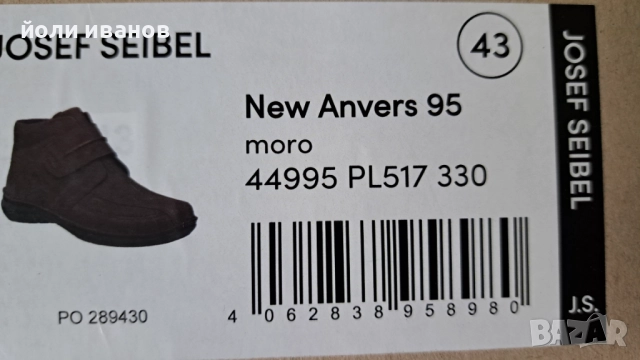 йоли иванов
JOSEF SEIBEL
43
New Anvers 95
moro
44995 PL517 330
PO 289430
4 062838 958980
JOSEF SEIBEL
J.S.
BAZAR